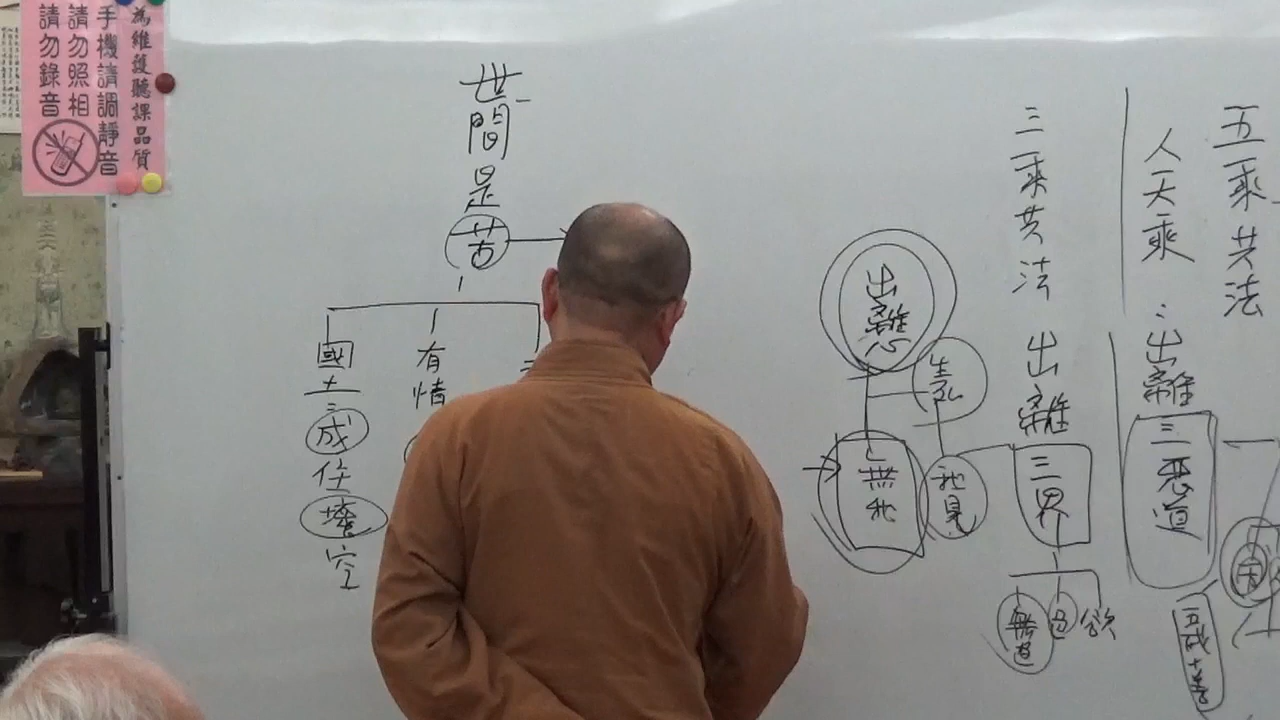 為維護聽課品質
手機請調靜音
請勿照相
請勿錄音
五乘共法
人天乘：出離
三惡道
五戒十善
三乘共法
出離
三界
欲
色
無色
出離心
生死
無我
我見
世間是苦
有情
國土
成住壞空